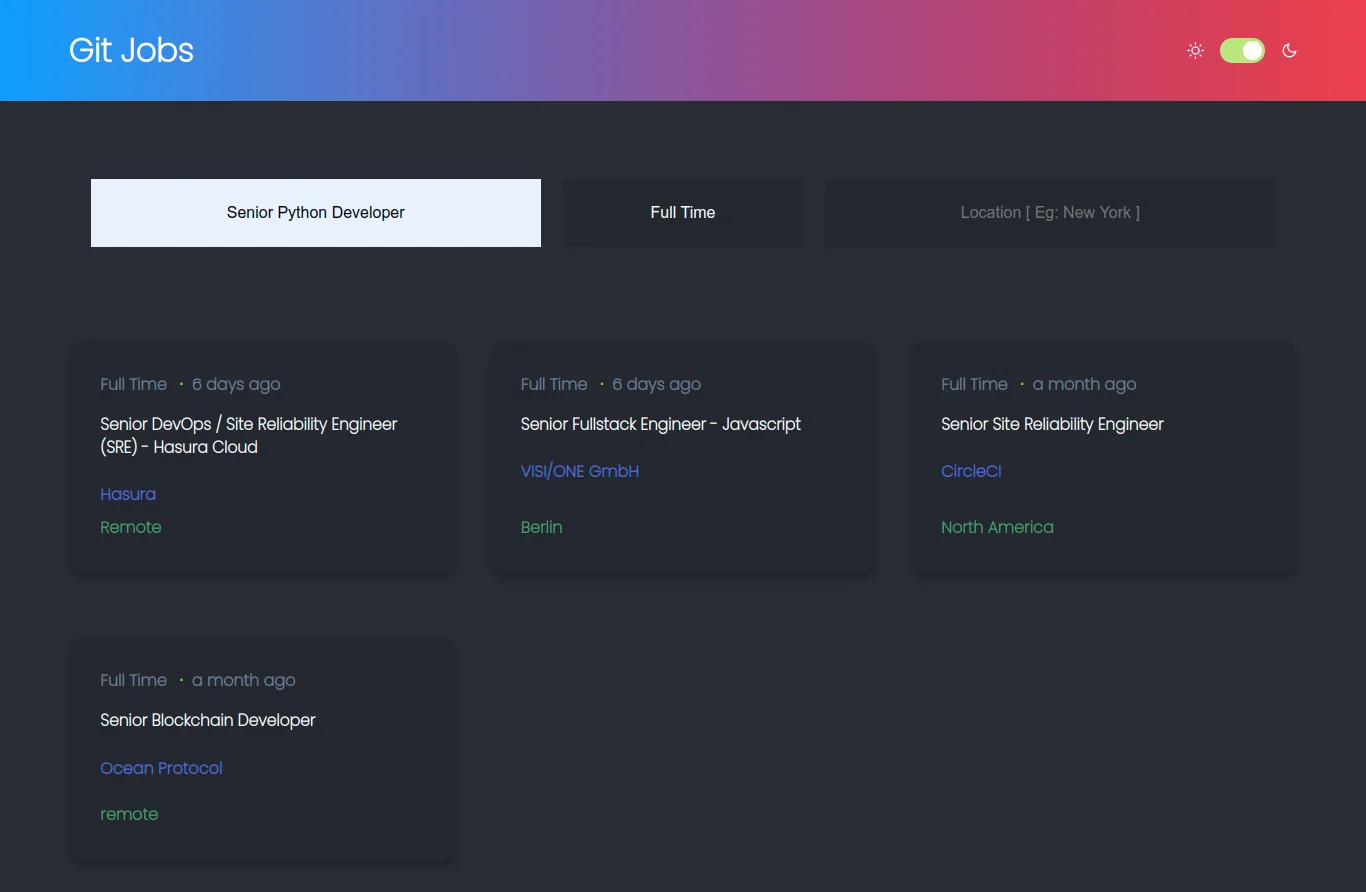 Git Jobs
Senior Python Developer
Full Time
Location [ Eg: New York ]
Full Time • 6 days ago
Senior DevOps / Site Reliability Engineer
(SRE) - Hasura Cloud
Hasura
Remote
Full Time • 6 days ago
Senior Fullstack Engineer - Javascript
VISI/ONE GmbH
Berlin
Full Time • a month ago
Senior Site Reliability Engineer
CircleCI
North America
Full Time • a month ago
Senior Blockchain Developer
Ocean Protocol
remote